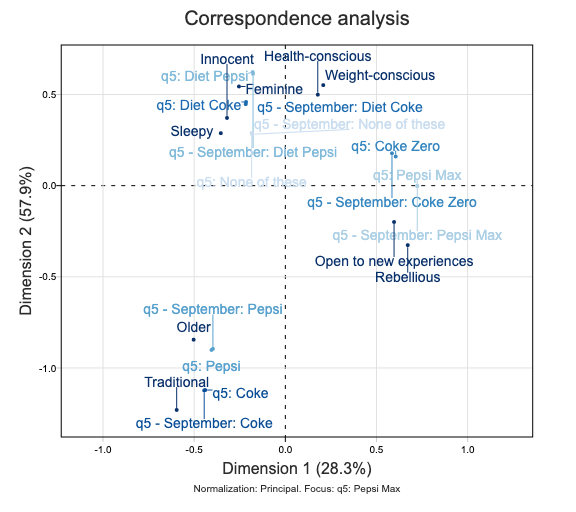 Correspondence analysis
Innocent
Health-conscious
q5: Diet Pepsi
Weight-conscious
Feminine
q5: Diet Coke
q5 - September: Diet Coke
Sleepy
q5 - September: None of these
q5: Coke Zero
q5 - September: Diet Pepsi
q5: Pepsi Max
q5: None of these
q5 - September: Coke Zero
q5 - September: Pepsi Max
Open to new experiences
Rebellious
q5 - September: Pepsi
Older
q5: Pepsi
Traditional
q5: Coke
q5 - September: Coke
0.5
0.0
-0.5
-1.0
Dimension 2 (57.9%)
-1.0 -0.5 0.0 0.5 1.0
Dimension 1 (28.3%)
Normalization: Principal. Focus: q5: Pepsi Max